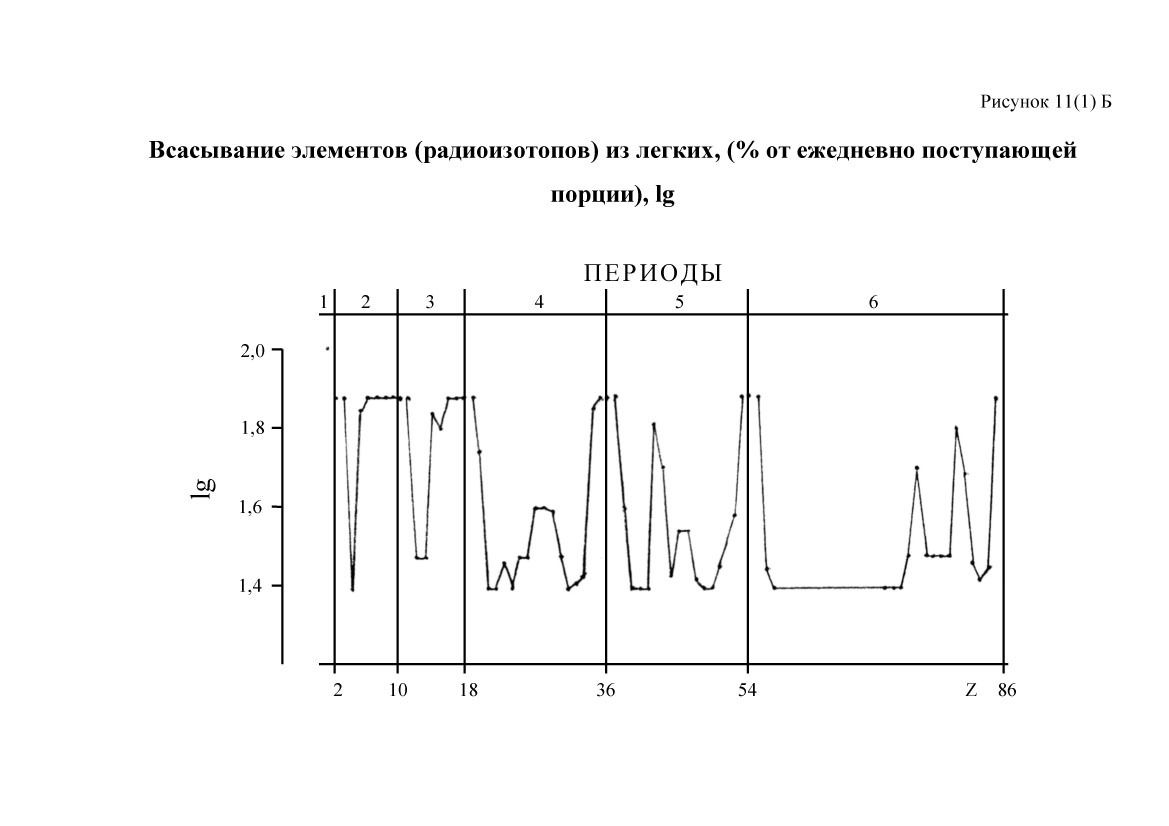 Рисунок 11(1) Б
Всасывание элементов (радиоизотопов) из легких, (% от ежедневно поступающей
порции), lg
ПЕРИОДЫ
1 2 3 4 5 6
2,0
1,8
1,6
1,4
lg
2 10 18 36 54 Z 86